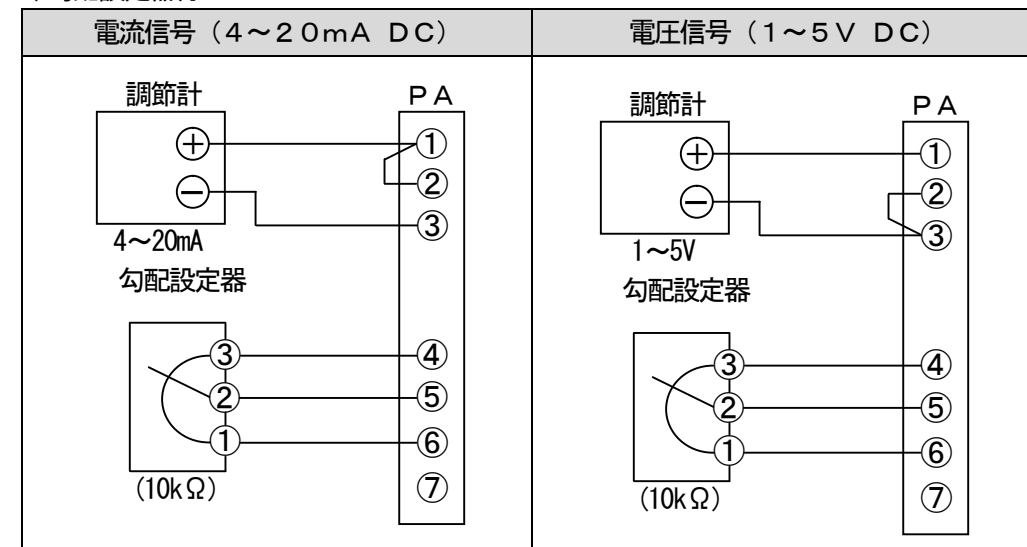 電流信号（４～２０ｍＡ ＤＣ）
調節計
ＰＡ
＋
－
①
②
③
4～20mA
勾配設定器
③
②
①
④
⑤
⑥
⑦
(10kΩ)
電圧信号（１～５Ｖ ＤＣ）
調節計
ＰＡ
＋
－
①
②
③
1～5V
勾配設定器
③
②
①
④
⑤
⑥
⑦
(10kΩ)